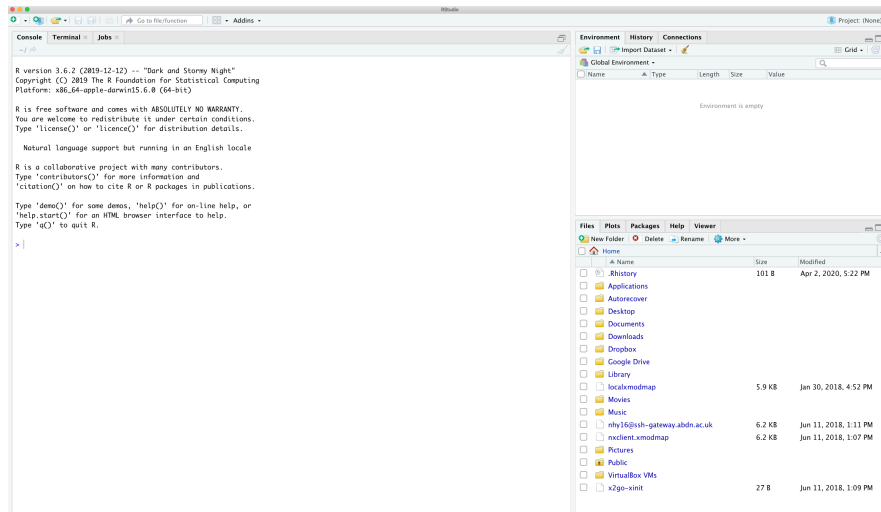 RStudio
Go to file/function
Addins
Project: (None)
Console Terminal Jobs
~/
R version 3.6.2 (2019-12-12) -- "Dark and Stormy Night"
Copyright (C) 2019 The R Foundation for Statistical Computing
Platform: x86_64-apple-darwin15.6.0 (64-bit)
R is free software and comes with ABSOLUTELY NO WARRANTY.
You are welcome to redistribute it under certain conditions.
Type 'license()' or 'licence()' for distribution details.
Natural language support but running in an English locale
R is a collaborative project with many contributors.
Type 'contributors()' for more information and
'citation()' on how to cite R or R packages in publications.
Type 'demo()' for some demos, 'help()' for on-line help, or
'help.start()' for an HTML browser interface to help.
Type 'q()' to quit R.
>
Environment History Connections
Import Dataset Grid
Global Environment
Name Type Length Size Value
Environment is empty
Files Plots Packages Help Viewer
New Folder Delete Rename More
Home
Name Size Modified
.Rhistory 101 B Apr 2, 2020, 5:22 PM
Applications
Autorecover
Desktop
Documents
Downloads
Dropbox
Google Drive
Library
localxmodmap 5.9 KB Jan 30, 2018, 4:52 PM
Movies
Music
nhy16@ssh-gateway.abdn.ac.uk 6.2 KB Jun 11, 2018, 1:11 PM
nxclient.xmodmap 6.2 KB Jun 11, 2018, 1:07 PM
Pictures
Public
VirtualBox VMs
x2go-xinit 27 B Jun 11, 2018, 1:09 PM